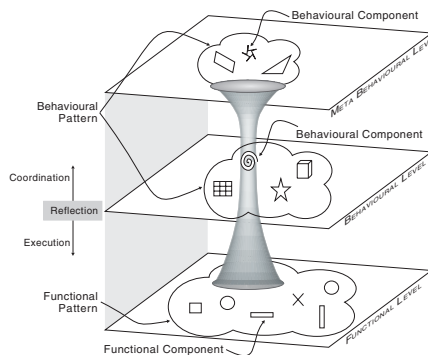 Behavioural Component
META BEHAVIOURAL LEVEL
Behavioural
Pattern
Behavioural Component
Coordination
Reflection
Execution
BEHAVIOURAL LEVEL
Functional
Pattern
FUNCTIONAL LEVEL
Functional Component